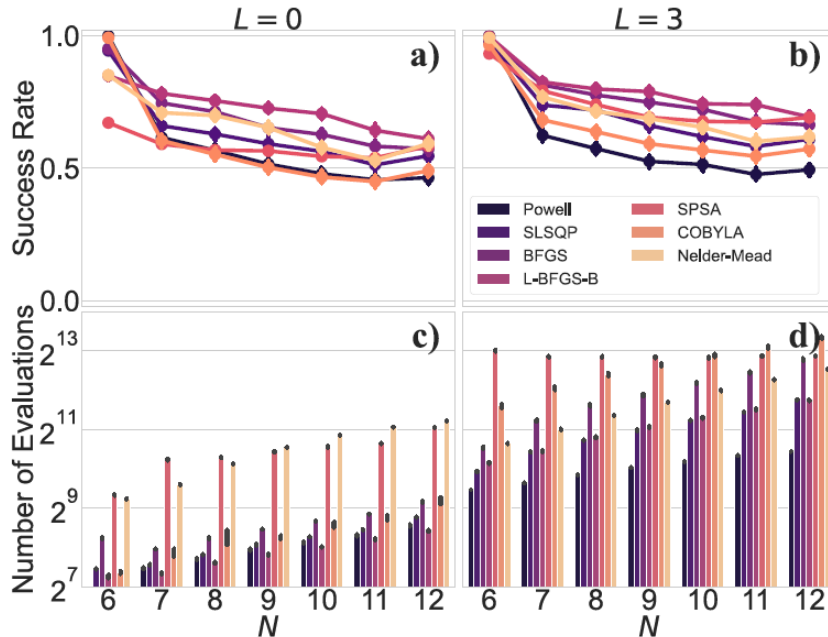 L = 0
L = 3
a)
b)
Success Rate
1.0
0.5
0.0
Powell
SLSQP
BFGS
L-BFGS-B
SPSA
COBYLA
Nelder-Mead
c)
d)
Number of Evaluations
2^13
2^11
2^9
2^7
6 7 8 9 10 11 12
6 7 8 9 10 11 12
N
N